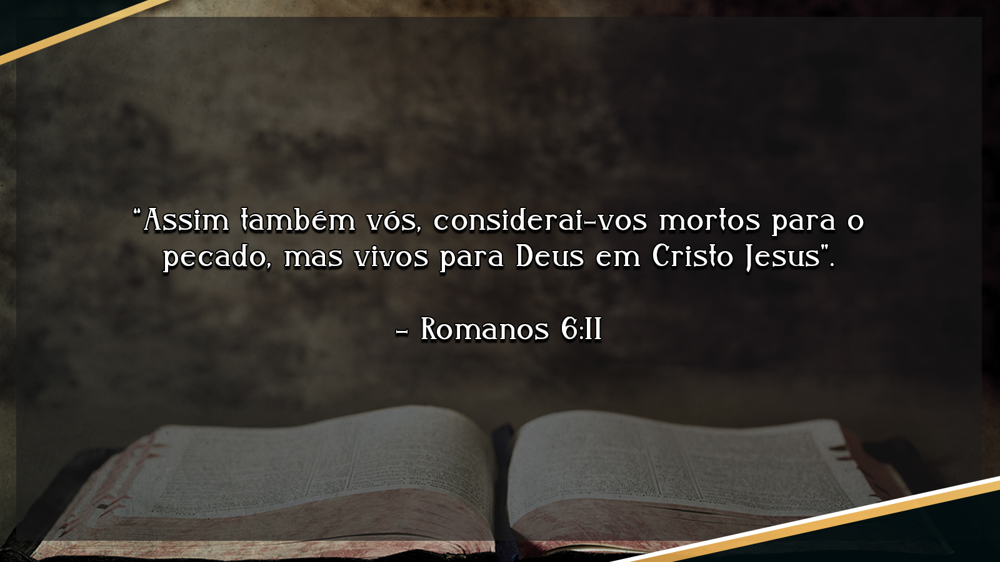 “Assim também vós, considerai-vos mortos para o
pecado, mas vivos para Deus em Cristo Jesus”.
- Romanos 6:11